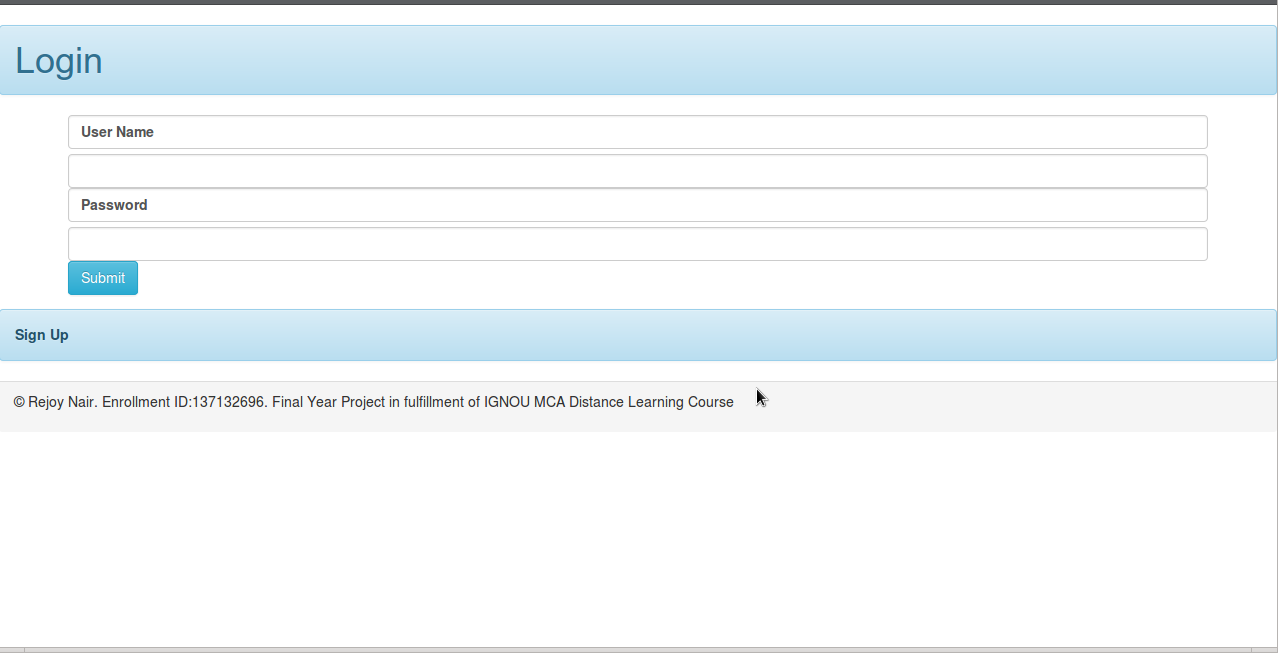 Login
User Name
Password
Submit
Sign Up
© Rejoy Nair. Enrollment ID:137132696. Final Year Project in fulfillment of IGNOU MCA Distance Learning Course